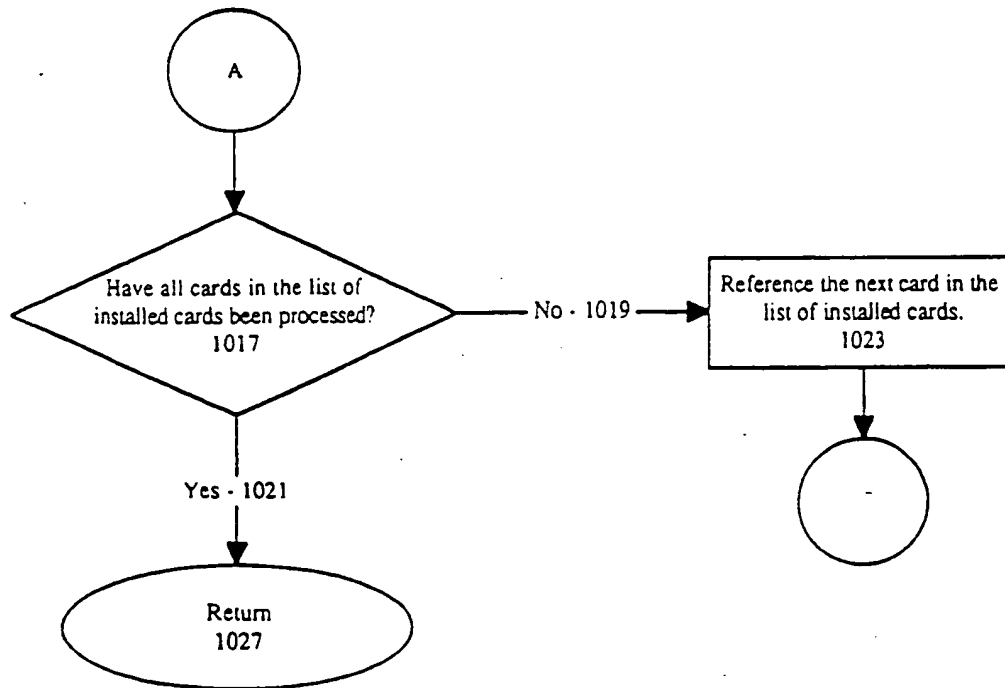 A
Have all cards in the list of
installed cards been processed?
1017
No - 1019
Reference the next card in the
list of installed cards.
1023
Yes - 1021
Return
1027